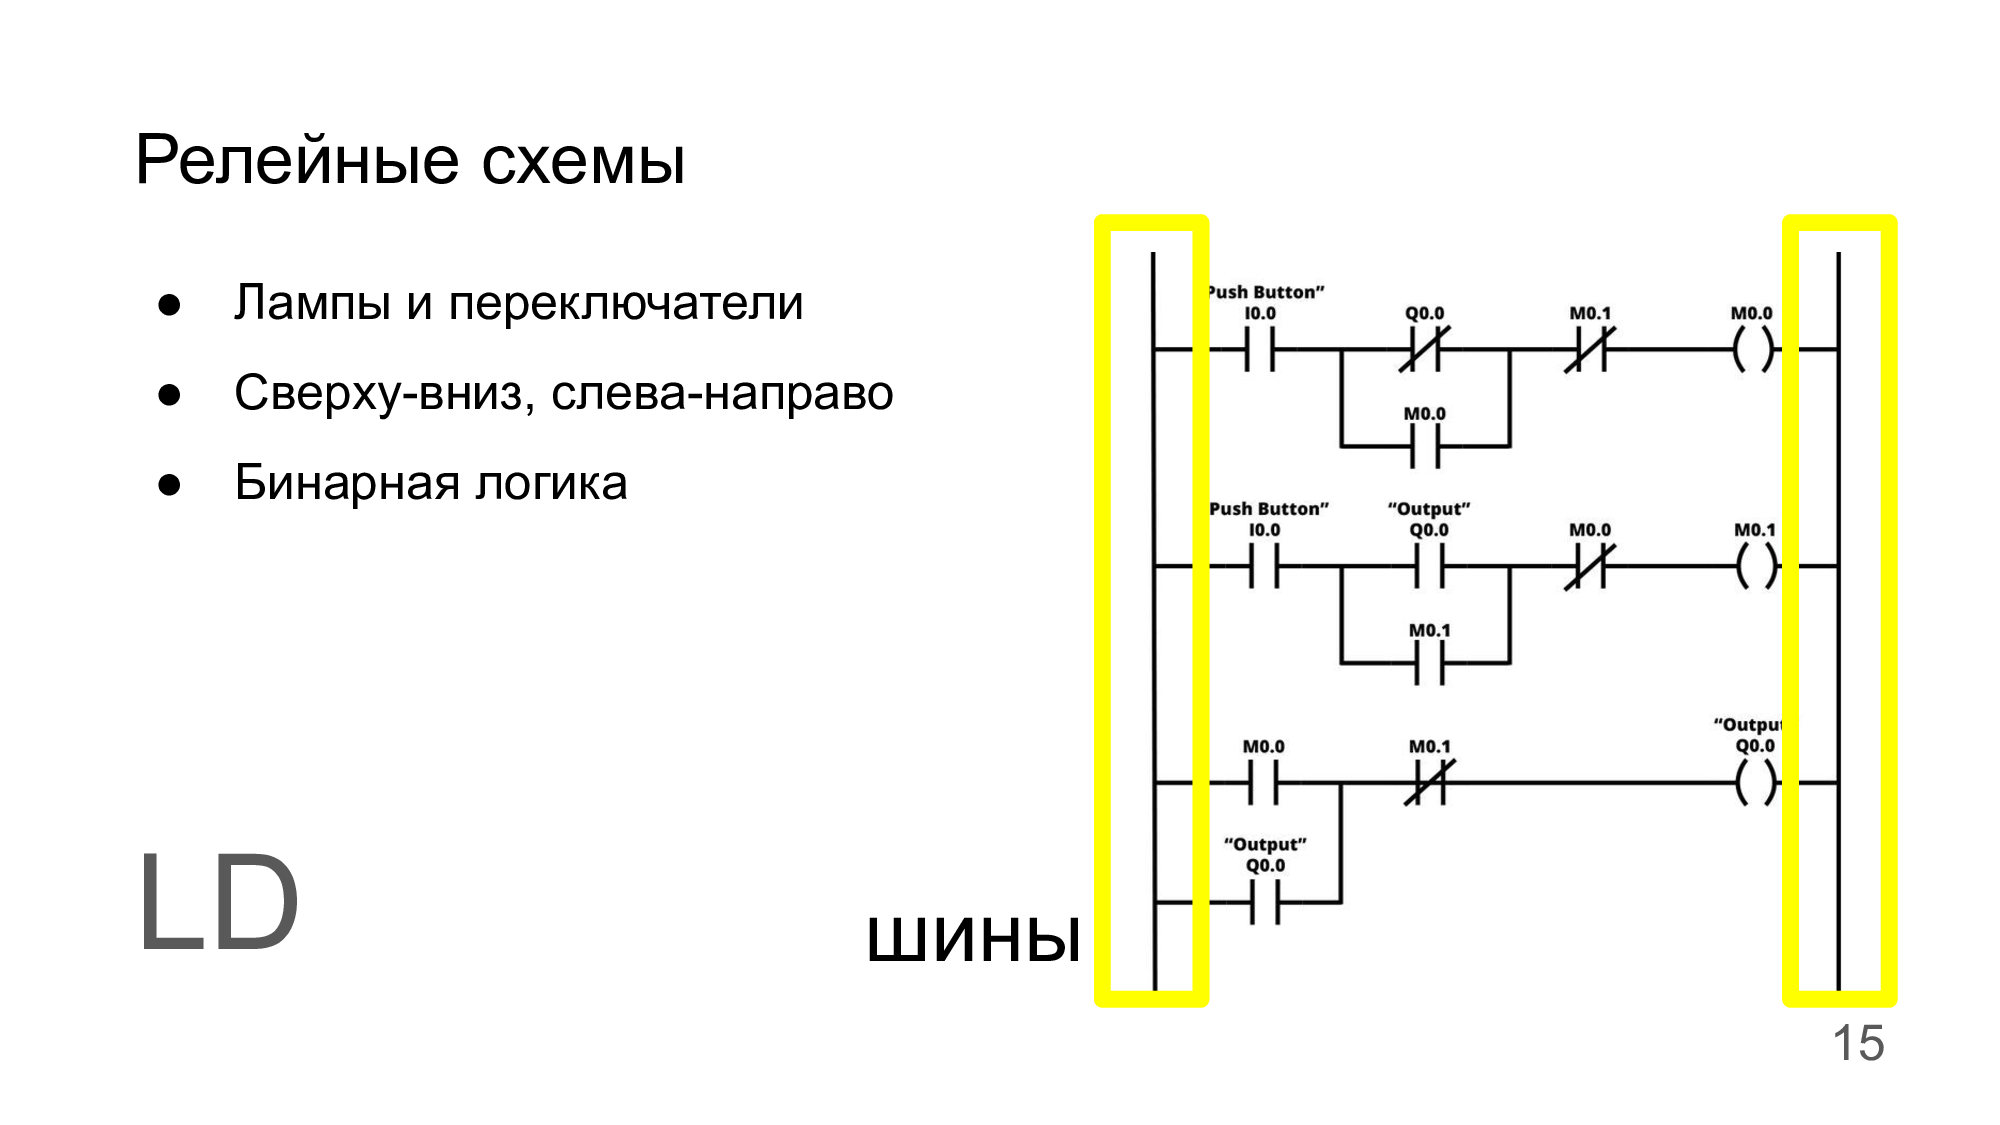 Релейные схемы
● Лампы и переключатели
● Сверху-вниз, слева-направо
● Бинарная логика
LD
шины
Push Button”
I0.0 Q0.0 M0.1 M0.0
M0.0
Push Button” “Output”
I0.0 Q0.0 M0.0 M0.1
M0.1
“Output
M0.0 M0.1 Q0.0
“Output”
Q0.0
15